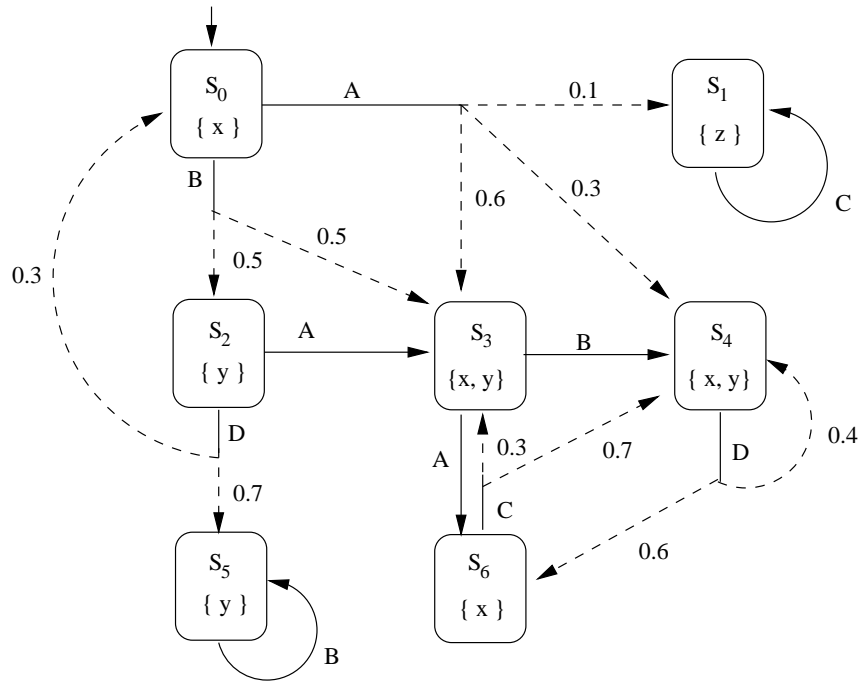 S0
{ x }
A
0.1
S1
{ z }
B
0.6
0.3
C
0.5
0.5
0.3
S2
{ y }
A
S3
{x, y}
B
S4
{ x, y}
D
A
0.3
0.7
D
0.4
0.7
C
0.6
S5
{ y }
S6
{ x }
B